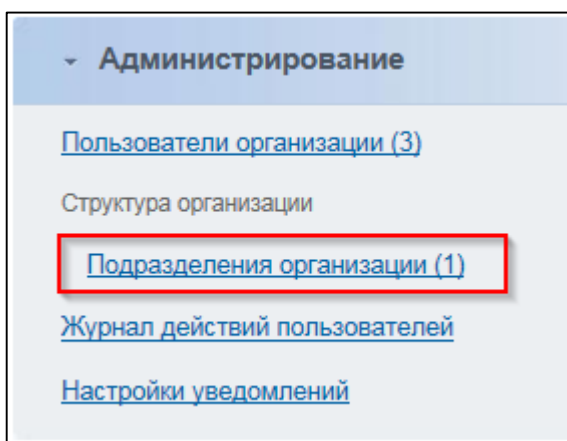 Администрирование
Пользователи организации (3)
Структура организации
Подразделения организации (1)
Журнал действий пользователей
Настройки уведомлений